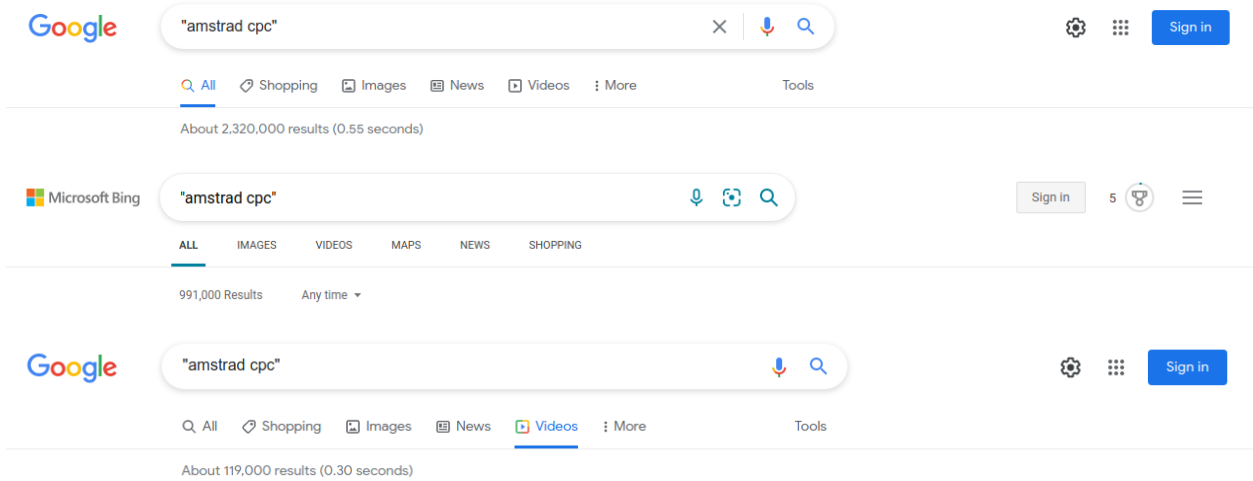 Google "amstrad cpc" Sign in
All Shopping Images News Videos More Tools
About 2,320,000 results (0.55 seconds)
Microsoft Bing "amstrad cpc" Sign in 5
ALL IMAGES VIDEOS MAPS NEWS SHOPPING
991,000 Results Any time
Google "amstrad cpc" Sign in
All Shopping Images News Videos More Tools
About 119,000 results (0.30 seconds)